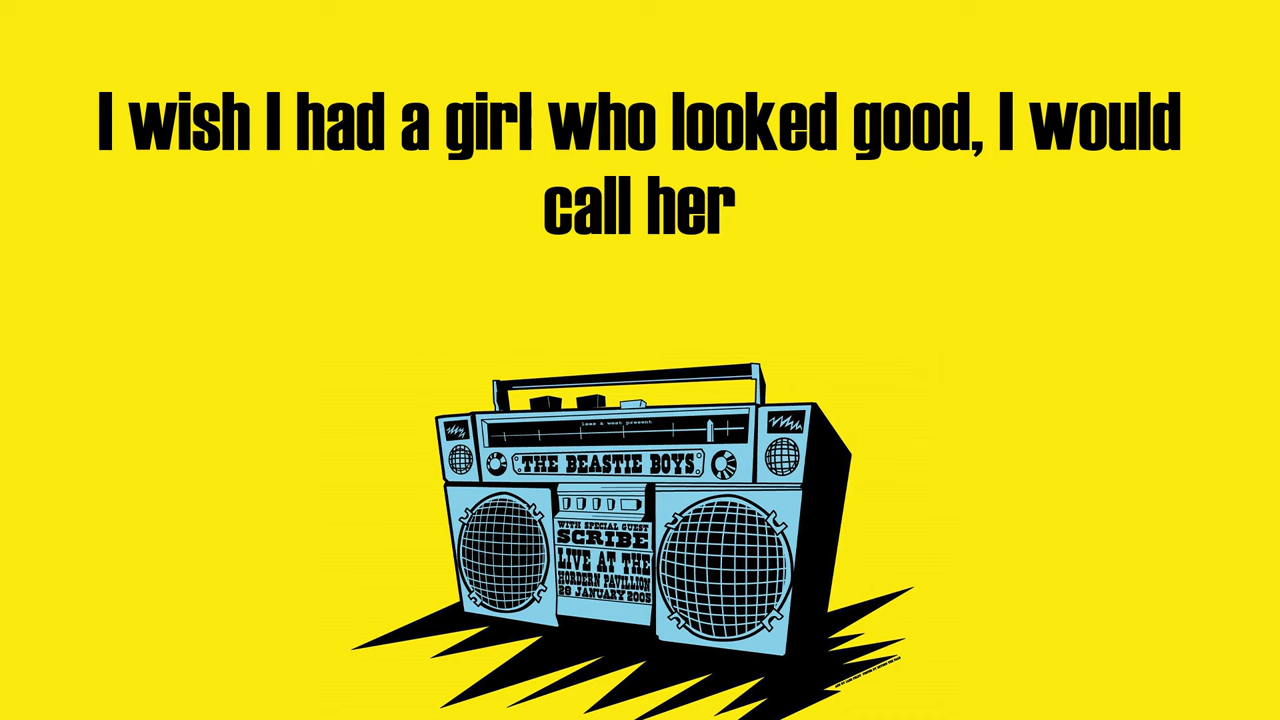 I wish I had a girl who looked good, I would
call her
THE BEASTIE BOYS
WITH SPECIAL GUEST
SCRIBE
LIVE AT THE
HORDERN PAVILLION
28 JANUARY 2005